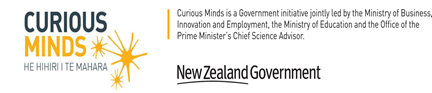 CURIOUS
MINDS
HE HIHIRI I TE MAHARA
Curious Minds is a Government initiative jointly led by the Ministry of Business,
Innovation and Employment, the Ministry of Education and the Office of the
Prime Minister's Chief Science Advisor.
New Zealand Government